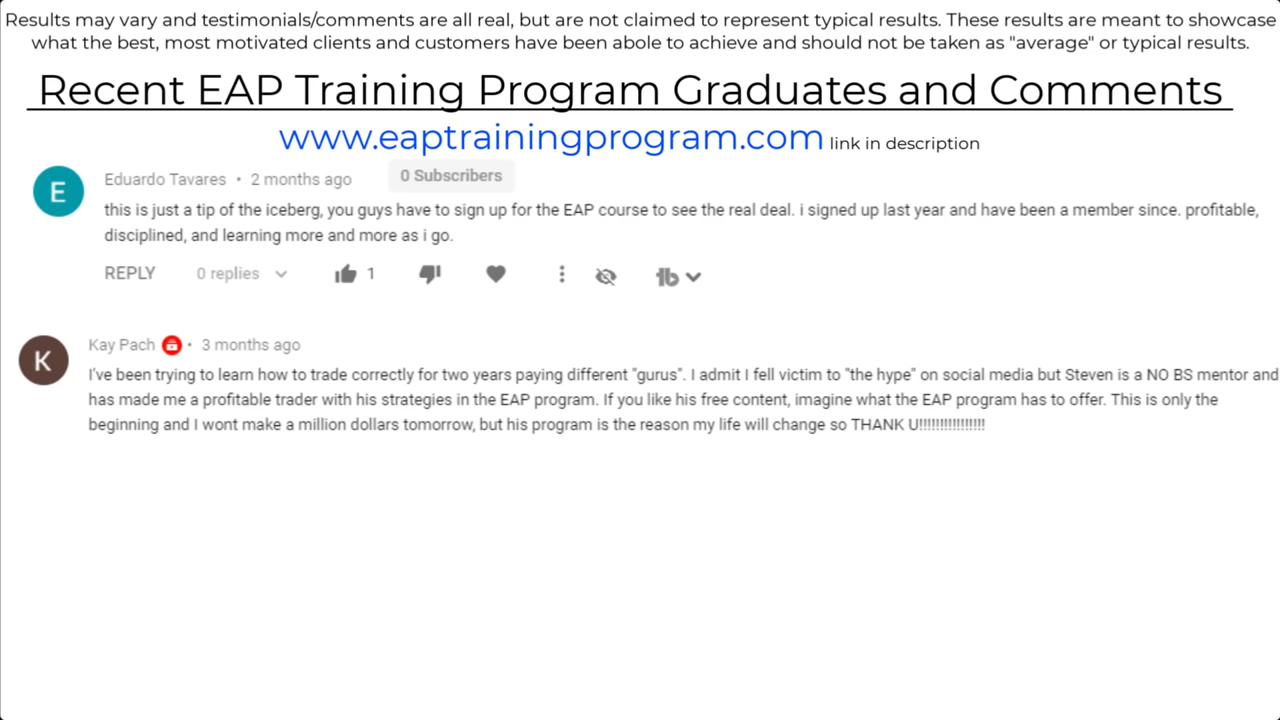 Results may vary and testimonials/comments are all real, but are not claimed to represent typical results. These results are meant to showcase
what the best, most motivated clients and customers have been abole to achieve and should not be taken as "average" or typical results.
Recent EAP Training Program Graduates and Comments
www.eaptrainingprogram.com link in description
Eduardo Tavares • 2 months ago 0 Subscribers
this is just a tip of the iceberg, you guys have to sign up for the EAP course to see the real deal. i signed up last year and have been a member since. profitable,
disciplined, and learning more and more as i go.
REPLY 0 replies 1
Kay Pach • 3 months ago
I've been trying to learn how to trade correctly for two years paying different "gurus". I admit I fell victim to "the hype" on social media but Steven is a NO BS mentor and
has made me a profitable trader with his strategies in the EAP program. If you like his free content, imagine what the EAP program has to offer. This is only the
beginning and I wont make a million dollars tomorrow, but his program is the reason my life will change so THANK U!!!!!!!!!!!!!!!!